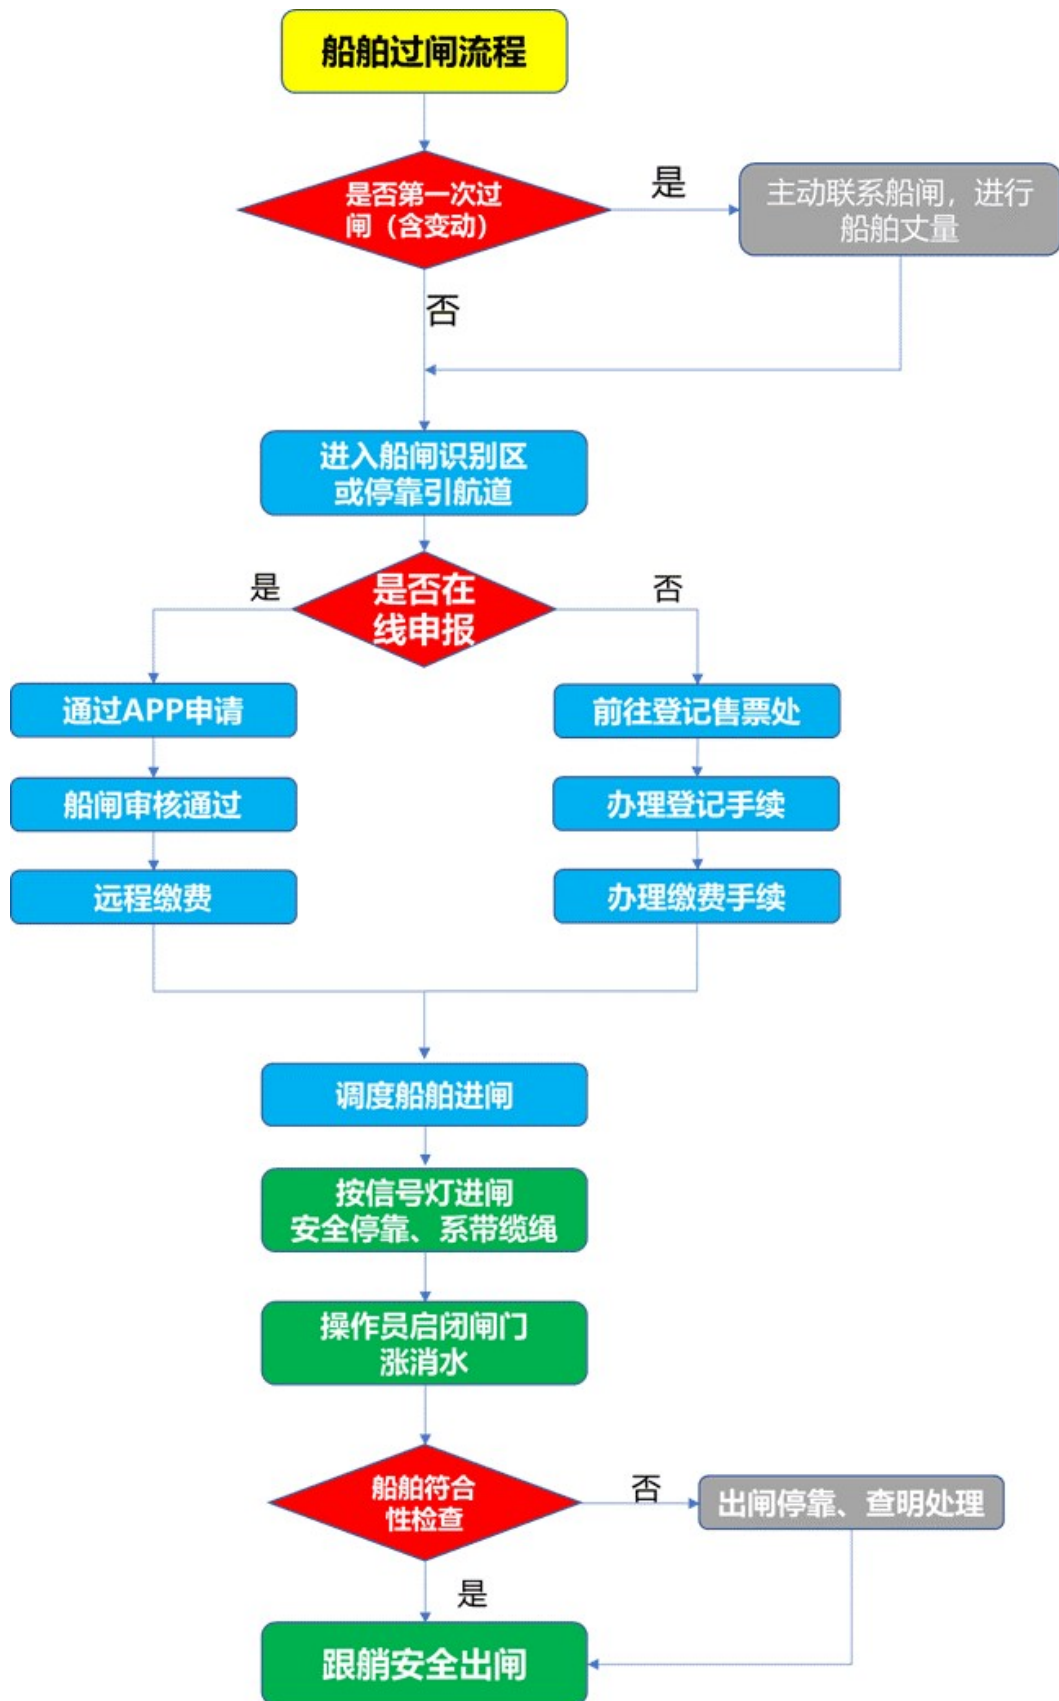 船舶过闸流程
是否第一次过
闸（含变动）
是
主动联系船闸，进行
船舶丈量
否
进入船闸识别区
或停靠引航道
是否在
线申报
是
否
通过APP申请
前往登记售票处
船闸审核通过
办理登记手续
远程缴费
办理缴费手续
调度船舶进闸
按信号灯进闸
安全停靠、系带缆绳
操作员启闭闸门
涨消水
船舶符合
性检查
否
出闸停靠、查明处理
是
跟艄安全出闸